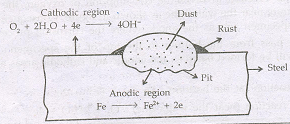 Cathodic region
O₂ + 2H₂O + 4e ⟶ 4OH⁻
Dust
Rust
Steel
Pit
Anodic region
Fe ⟶ Fe²⁺ + 2e